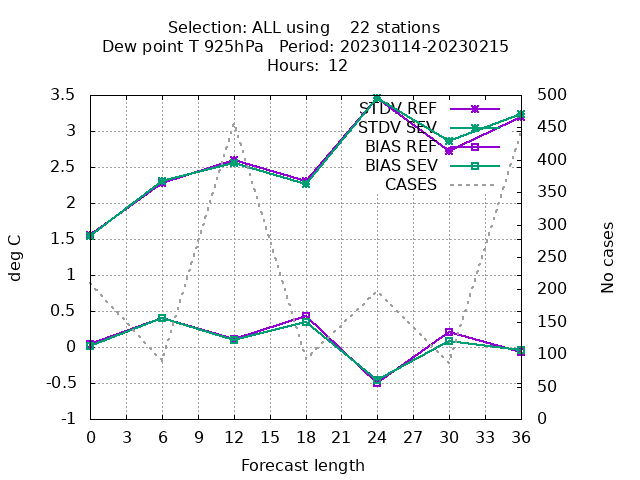 Selection: ALL using    22 stations
Dew point T 925hPa   Period: 20230114-20230215
Hours:  12
3.5
3
2.5
2
1.5
1
0.5
0
-0.5
-1
deg C
STDV REF
STDV SEV
BIAS REF
BIAS SEV
CASES
500
450
400
350
300
250
200
150
100
50
0
No cases
0 3 6 9 12 15 18 21 24 27 30 33 36
Forecast length